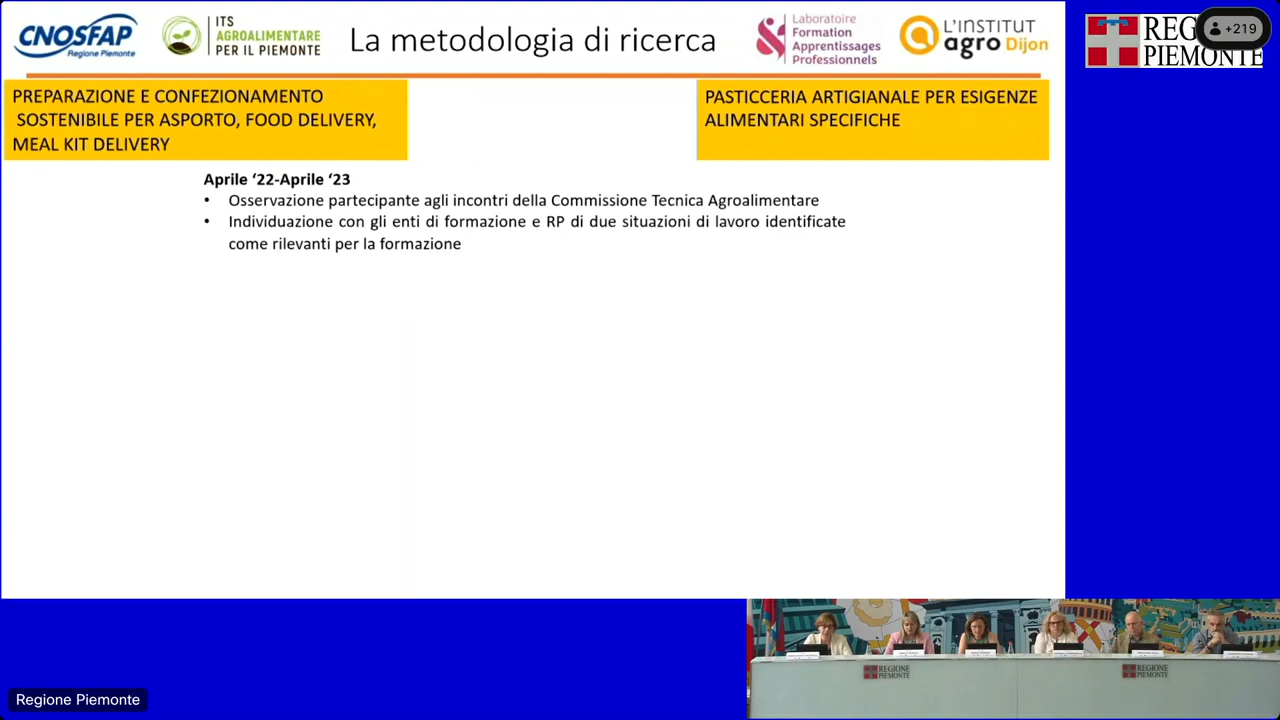 CNOSFAP
Regione Piemonte
ITS
AGROALIMENTARE
PER IL PIEMONTE
La metodologia di ricerca
Laboratoire
Formation
Apprentissages
Professionnels
L'INSTITUT
agro Dijon
REG
PIEMONTE
+219
PREPARAZIONE E CONFEZIONAMENTO
SOSTENIBILE PER ASPORTO, FOOD DELIVERY,
MEAL KIT DELIVERY
PASTICCERIA ARTIGIANALE PER ESIGENZE
ALIMENTARI SPECIFICHE
Aprile ‘22-Aprile ‘23
• Osservazione partecipante agli incontri della Commissione Tecnica Agroalimentare
• Individuazione con gli enti di formazione e RP di due situazioni di lavoro identificate
come rilevanti per la formazione
REGIONE
PIEMONTE
REGIONE
PIEMONTE
Regione Piemonte